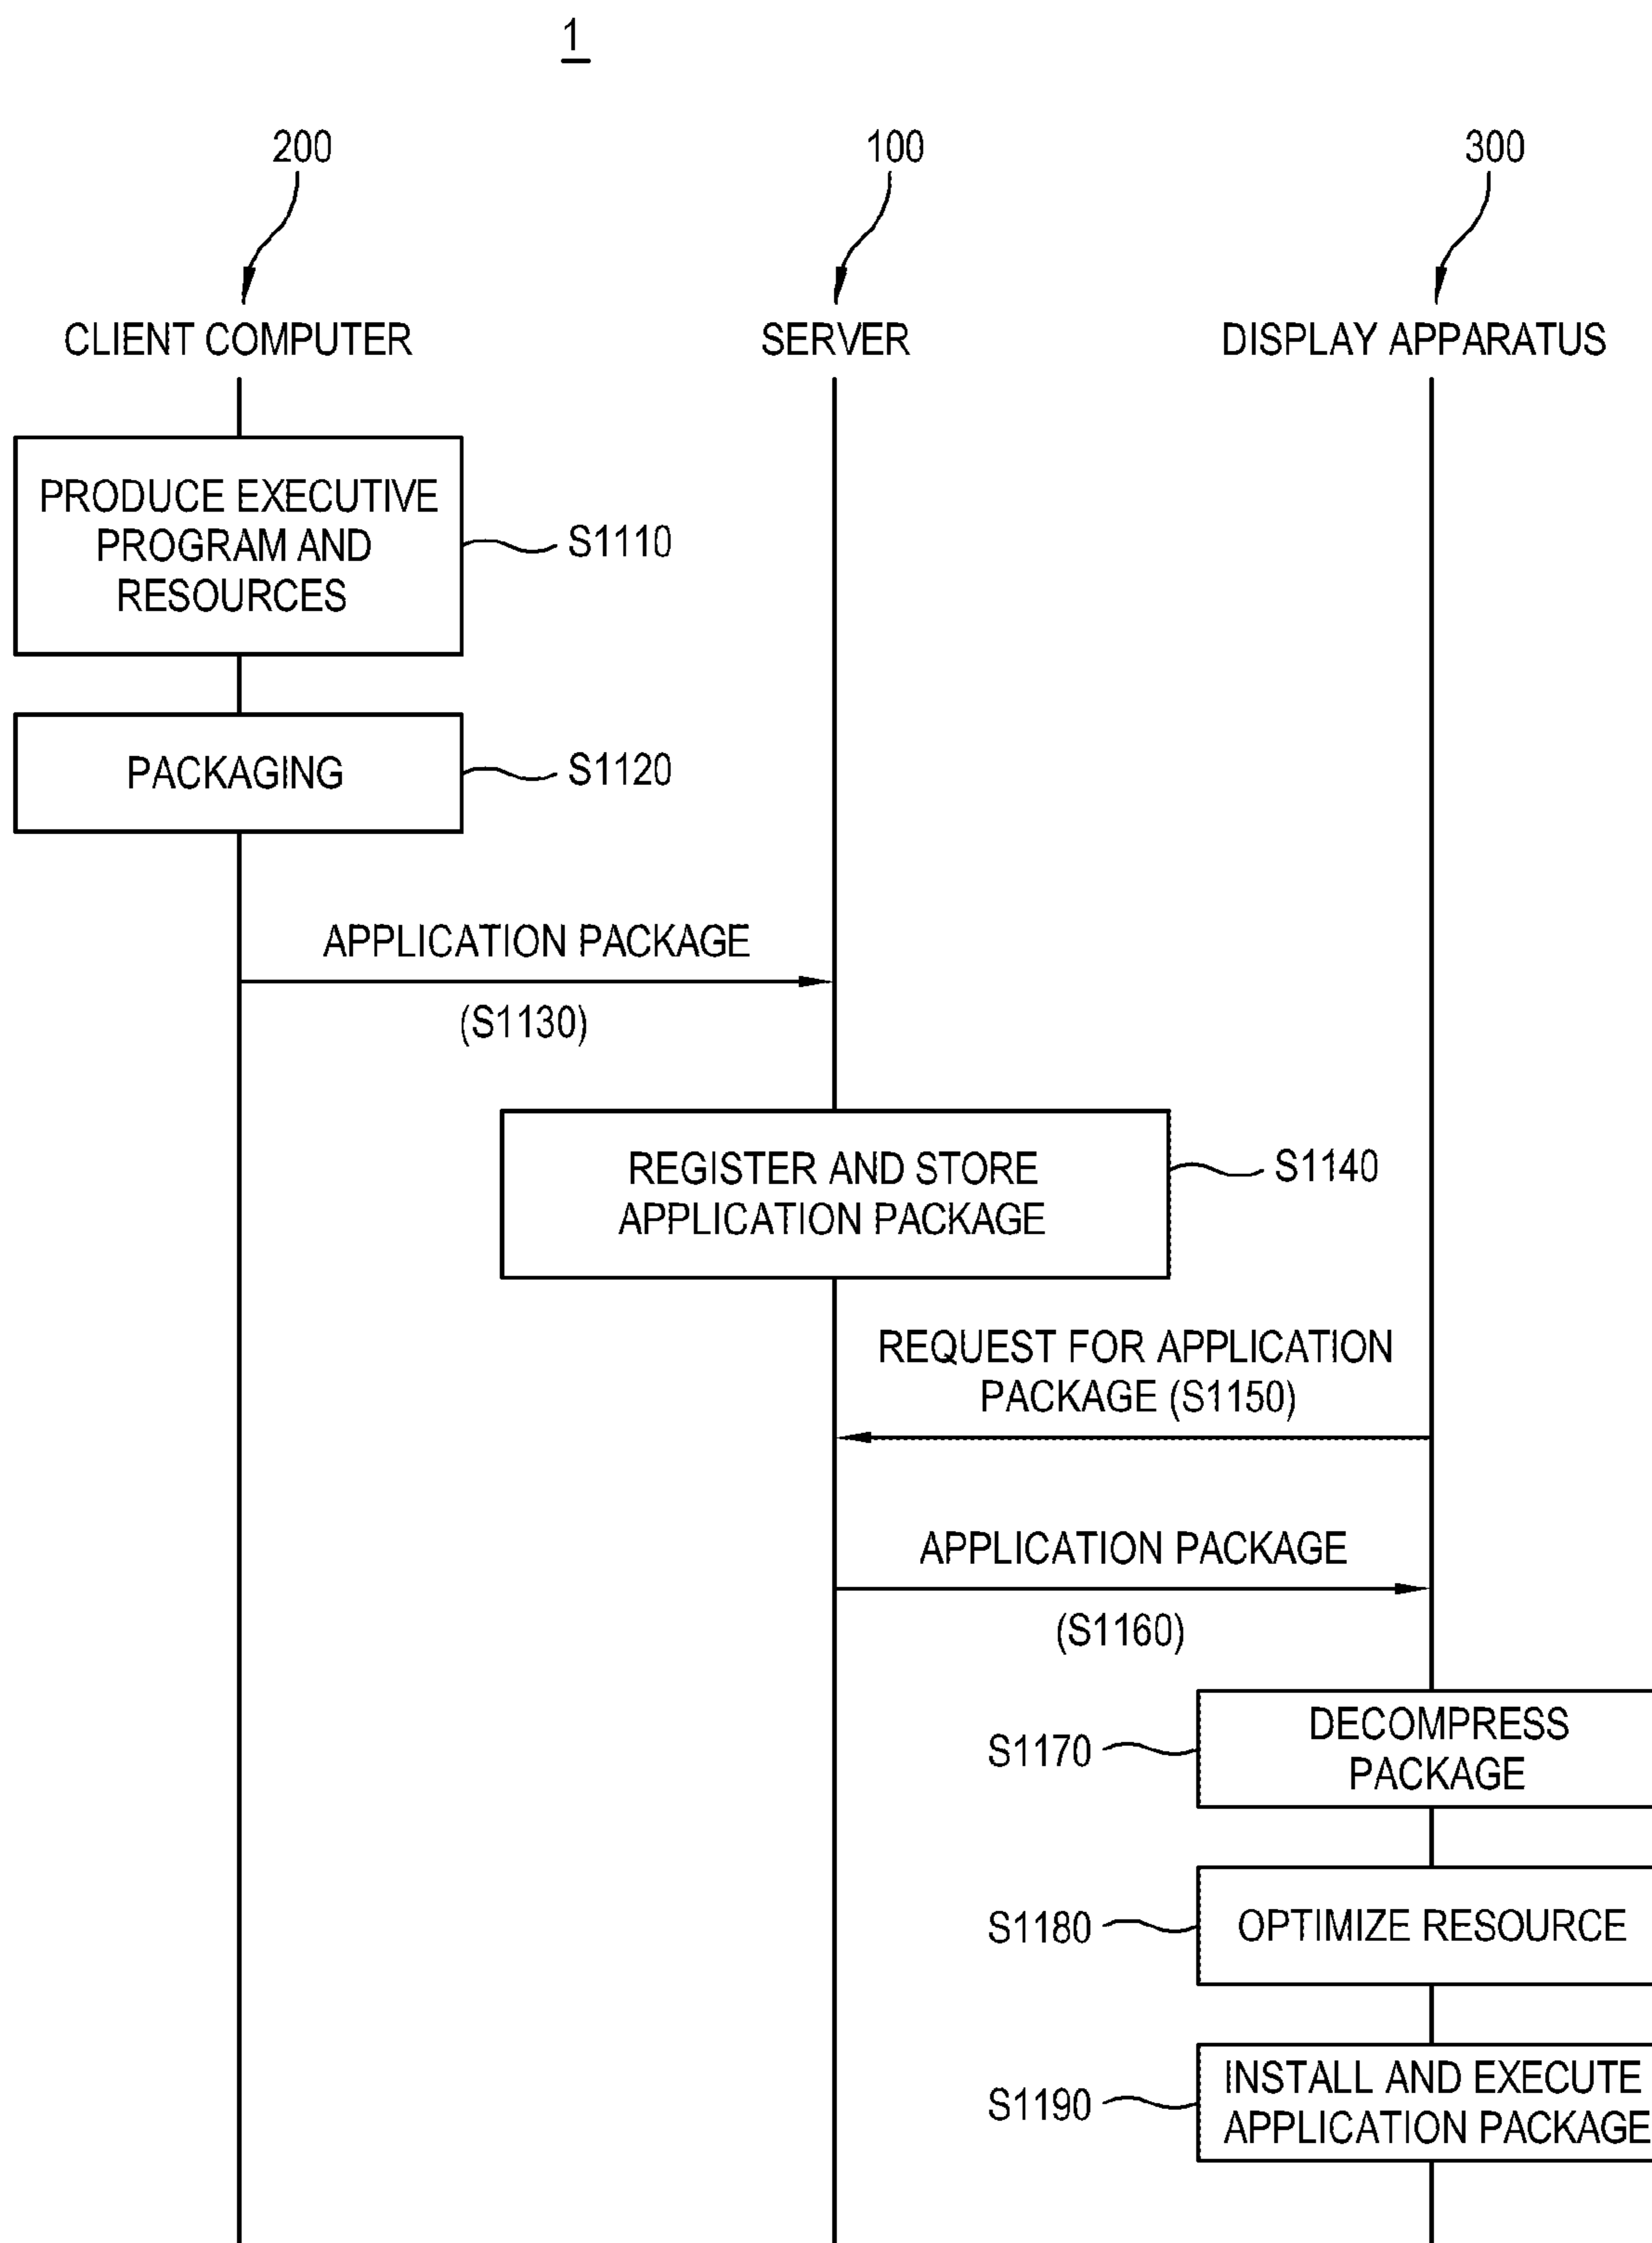 1
200
100
300
CLIENT COMPUTER
SERVER
DISPLAY APPARATUS
PRODUCE EXECUTIVE
PROGRAM AND
RESOURCES
S1110
PACKAGING
S1120
APPLICATION PACKAGE
(S1130)
REGISTER AND STORE
APPLICATION PACKAGE
S1140
REQUEST FOR APPLICATION
PACKAGE (S1150)
APPLICATION PACKAGE
(S1160)
DECOMPRESS
PACKAGE
S1170
OPTIMIZE RESOURCE
S1180
INSTALL AND EXECUTE
APPLICATION PACKAGE
S1190